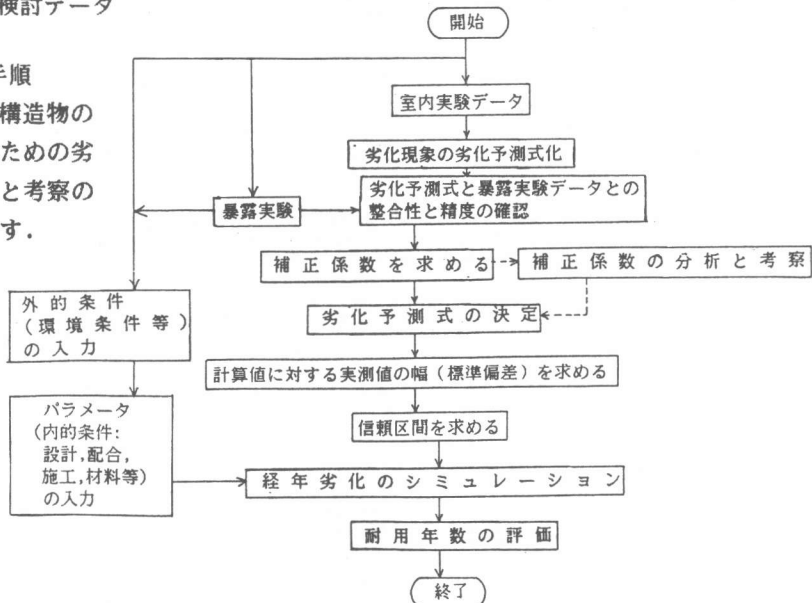 検討データ
手順
構造物の
ための劣
と考察の
す．
開始
室内実験データ
劣化現象の劣化予測式化
劣化予測式と暴露実験データとの
整合性と精度の確認
暴露実験
補正係数を求める
補正係数の分析と考察
劣化予測式の決定
外的条件
(環境条件等)
の入力
計算値に対する実測値の幅(標準偏差)を求める
パラメータ
(内的条件:
設計,配合,
施工,材料等)
の入力
信頼区間を求める
経年劣化のシミュレーション
耐用年数の評価
終了